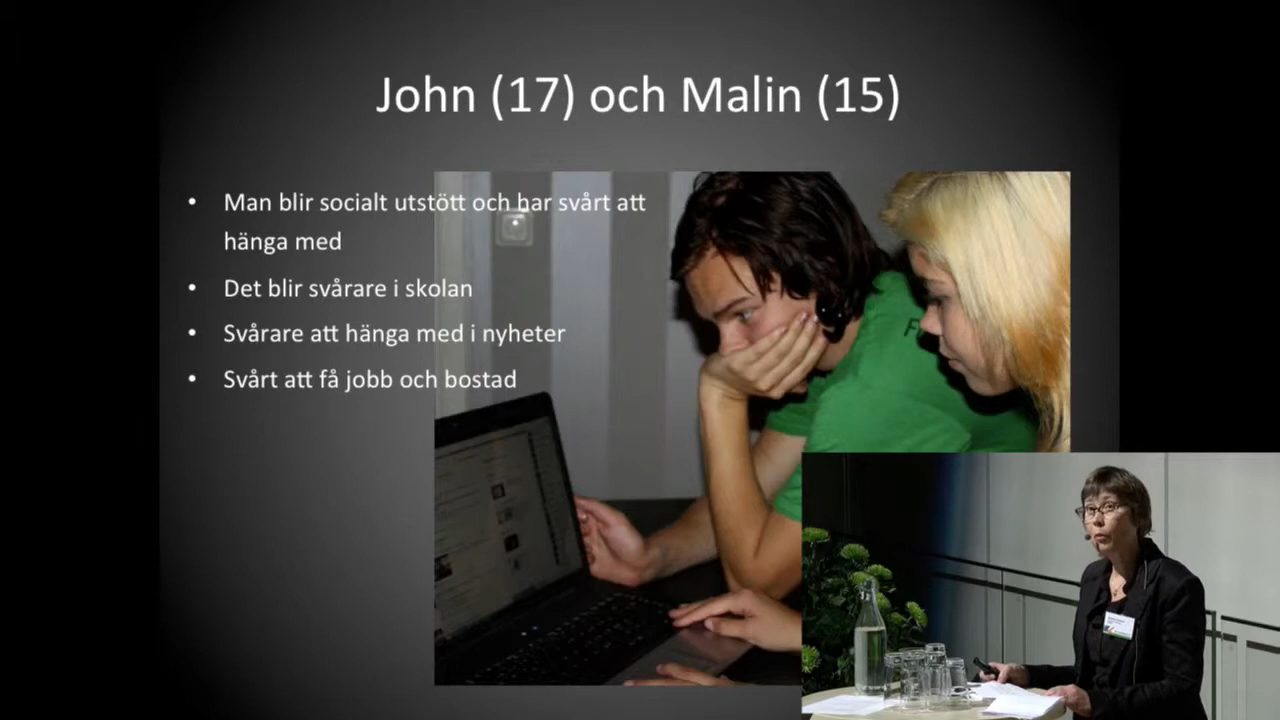 John (17) och Malin (15)
• Man blir socialt utstött och har svårt att
hänga med
• Det blir svårare i skolan
• Svårare att hänga med i nyheter
• Svårt att få jobb och bostad